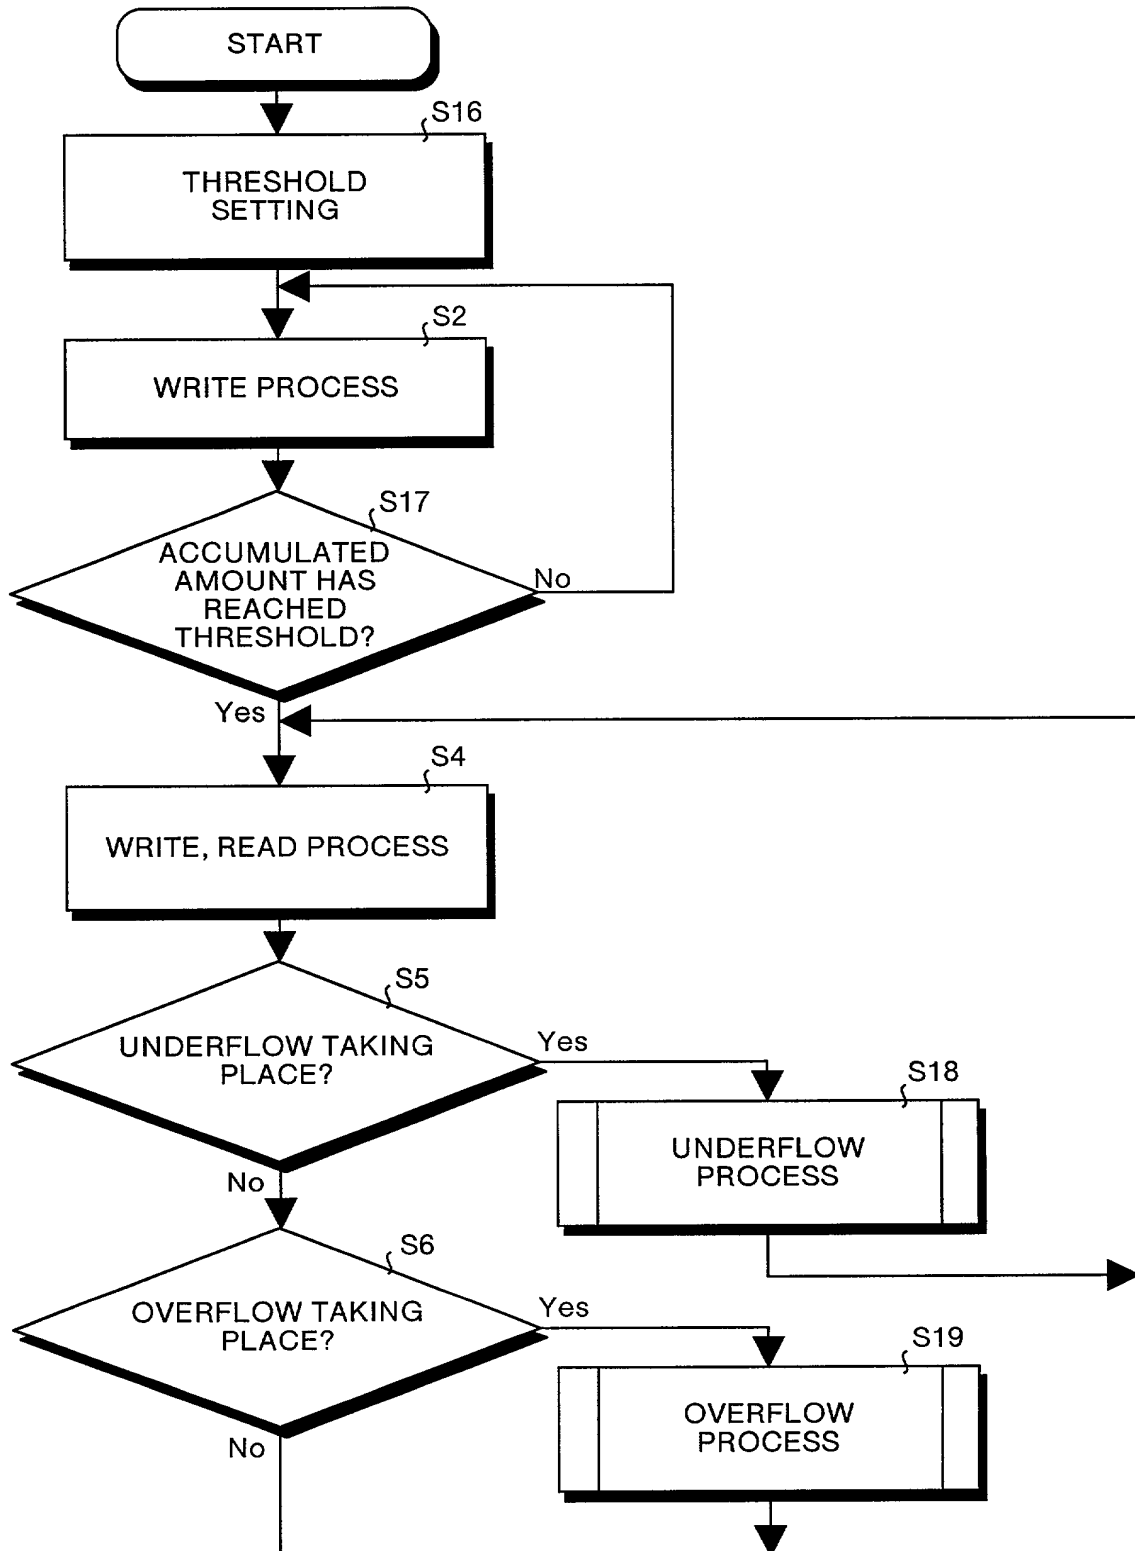 START
S16
THRESHOLD
SETTING
S2
WRITE PROCESS
S17
ACCUMULATED
AMOUNT HAS
REACHED
THRESHOLD?
No
Yes
S4
WRITE, READ PROCESS
S5
UNDERFLOW TAKING
PLACE?
Yes
S18
UNDERFLOW
PROCESS
No
S6
OVERFLOW TAKING
PLACE?
Yes
S19
OVERFLOW
PROCESS
No